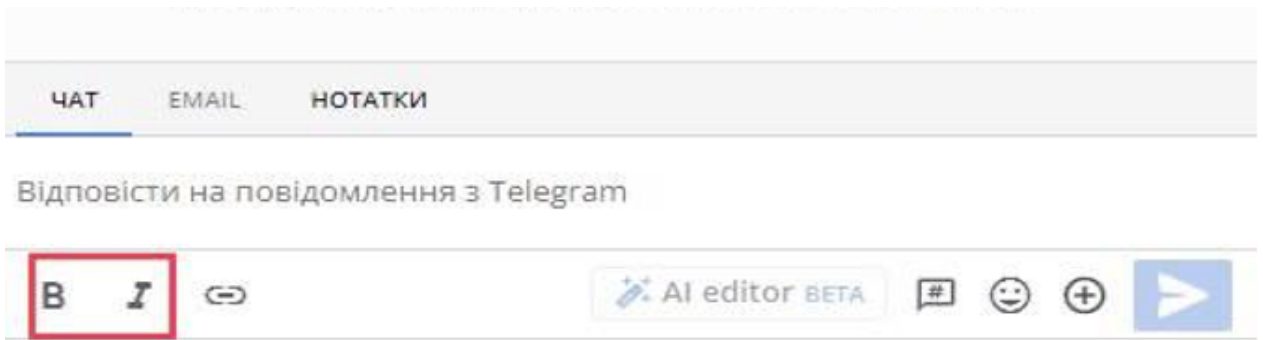 ЧАТ EMAIL НОТАТКИ
Відповісти на повідомлення з Telegram
B I AI editor BETA #